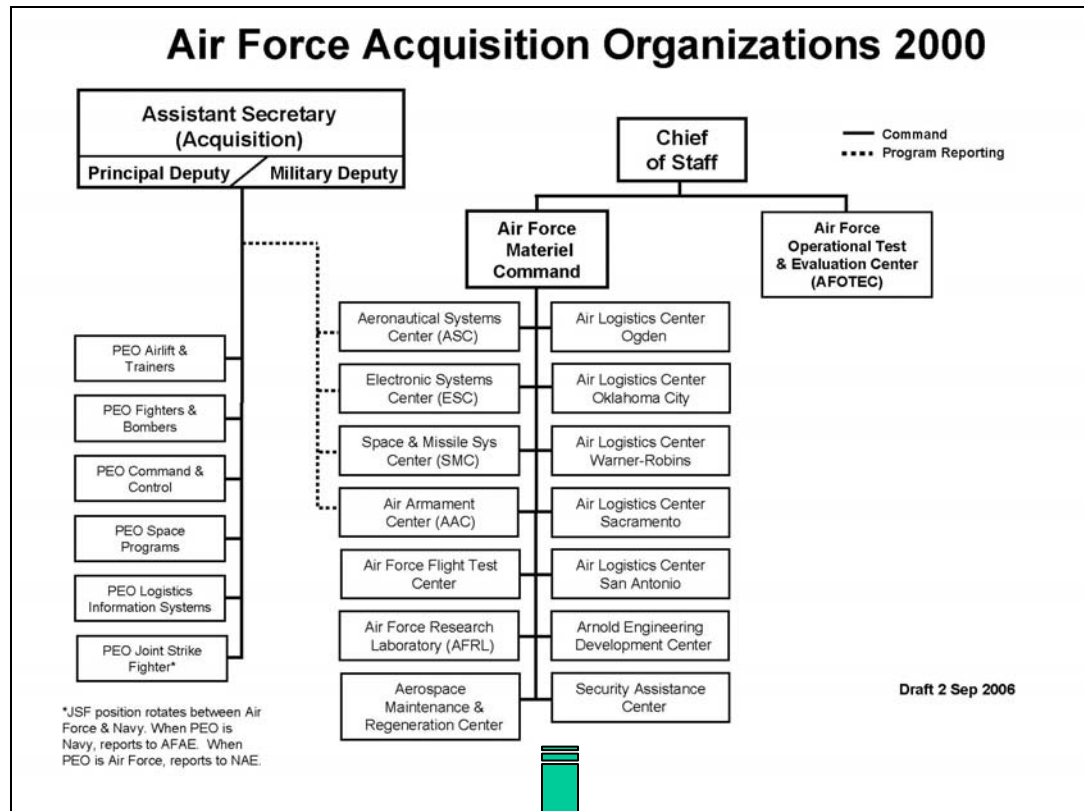 Air Force Acquisition Organizations 2000
Assistant Secretary
(Acquisition)
Principal Deputy / Military Deputy
Chief
of Staff
Command
Program Reporting
Air Force
Materiel
Command
Air Force
Operational Test
& Evaluation Center
(AFOTEC)
PEO Airlift &
Trainers
PEO Fighters &
Bombers
PEO Command &
Control
PEO Space
Programs
PEO Logistics
Information Systems
PEO Joint Strike
Fighter*
Aeronautical Systems
Center (ASC)
Electronic Systems
Center (ESC)
Space & Missile Sys
Center (SMC)
Air Armament
Center (AAC)
Air Force Flight Test
Center
Air Force Research
Laboratory (AFRL)
Aerospace
Maintenance &
Regeneration Center
Air Logistics Center
Ogden
Air Logistics Center
Oklahoma City
Air Logistics Center
Warner-Robins
Air Logistics Center
Sacramento
Air Logistics Center
San Antonio
Arnold Engineering
Development Center
Security Assistance
Center
Draft 2 Sep 2006
*JSF position rotates between Air
Force & Navy. When PEO is
Navy, reports to AFAE. When
PEO is Air Force, reports to NAE.